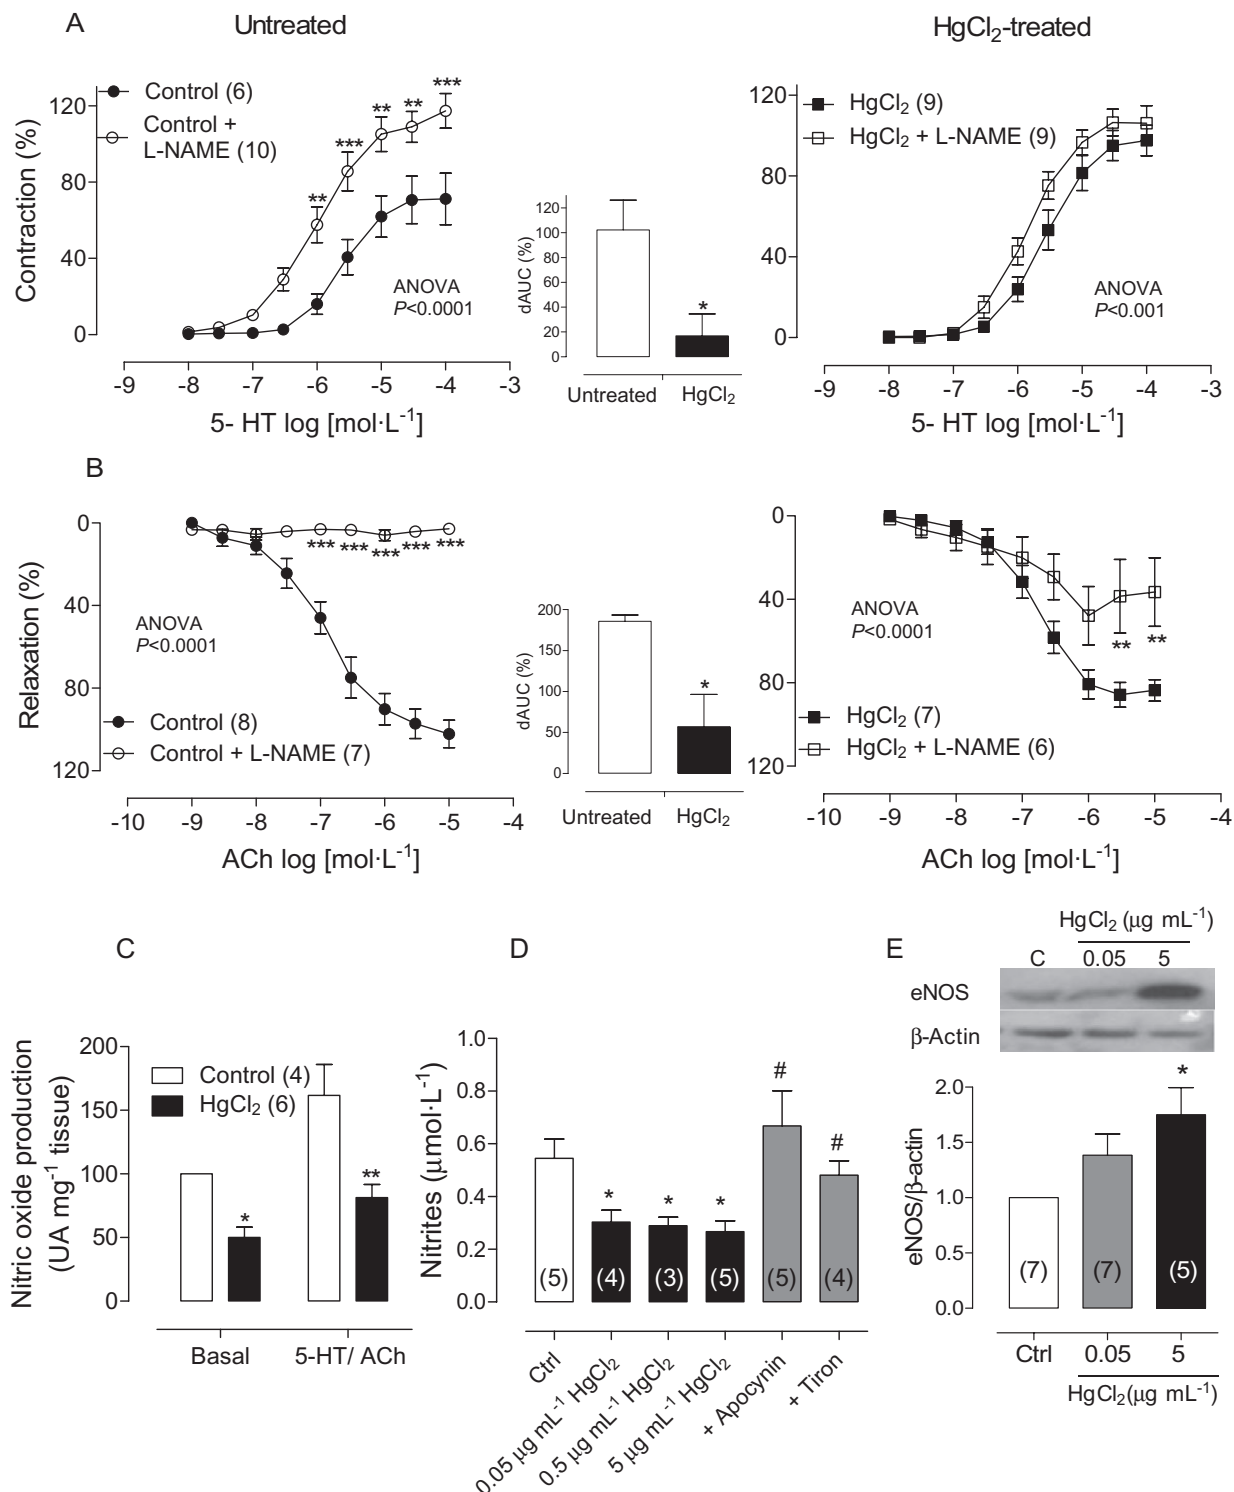 A
Untreated
HgCl2-treated
Control (6)
Control +
L-NAME (10)
Contraction (%)
120
80
40
0
** *** ** ** ***
ANOVA
P<0.0001
-9 -8 -7 -6 -5 -4 -3
5- HT log [mol·L-1]
dAUC (%)
120
100
80
60
40
20
0
*
Untreated HgCl2
HgCl2 (9)
HgCl2 + L-NAME (9)
120
80
40
0
ANOVA
P<0.001
-9 -8 -7 -6 -5 -4 -3
5- HT log [mol·L-1]
B
Relaxation (%)
0
40
80
120
*** *** *** *** ***
ANOVA
P<0.0001
Control (8)
Control + L-NAME (7)
-10 -9 -8 -7 -6 -5 -4
ACh log [mol·L-1]
dAUC (%)
200
150
100
50
0
*
Untreated HgCl2
0
40
80
120
ANOVA
P<0.0001
** **
HgCl2 (7)
HgCl2 + L-NAME (6)
-10 -9 -8 -7 -6 -5 -4
ACh log [mol·L-1]
C
Nitric oxide production
(UA mg-1 tissue)
200
150
100
50
0
Control (4)
HgCl2 (6)
* **
Basal 5-HT/ ACh
D
Nitrites (μmol·L-1)
1.0
0.8
0.6
0.4
0.2
0.0
* * * # #
(5) (4) (3) (5) (5) (4)
Ctrl
0.05 μg mL-1 HgCl2
0.5 μg mL-1 HgCl2
5 μg mL-1 HgCl2
+ Apocynin
+ Tiron
E
HgCl2 (μg mL-1)
C 0.05 5
eNOS
β-Actin
eNOS/β-actin
2.0
1.5
1.0
0.5
0.0
*
(7) (7) (5)
Ctrl 0.05 5
HgCl2(μg mL-1)